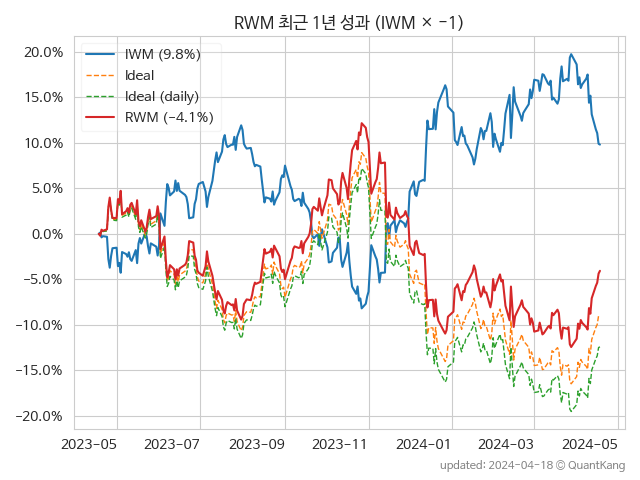 RWM 최근 1년 성과 (IWM × −1)
IWM (9.8%)
Ideal
Ideal (daily)
RWM (−4.1%)
20.0%
15.0%
10.0%
5.0%
0.0%
−5.0%
−10.0%
−15.0%
−20.0%
2023-05 2023-07 2023-09 2023-11 2024-01 2024-03 2024-05
updated: 2024-04-18 © QuantKang